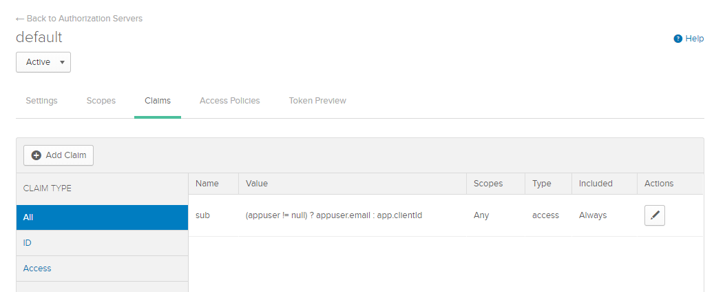 ← Back to Authorization Servers
default
Help
Active
Settings Scopes Claims Access Policies Token Preview
Add Claim
CLAIM TYPE Name Value Scopes Type Included Actions
All sub (appuser != null) ? appuser.email : app.clientId Any access Always
ID
Access